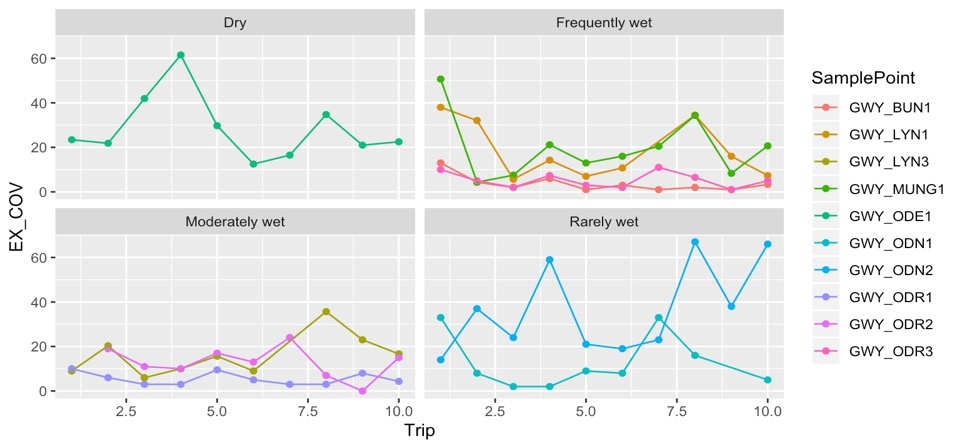 Dry
Frequently wet
60
40
20
0
Moderately wet
Rarely wet
60
40
20
0
2.5
5.0
7.5
10.0
2.5
5.0
7.5
10.0
Trip
EX_COV
SamplePoint
GWY_BUN1
GWY_LYN1
GWY_LYN3
GWY_MUNG1
GWY_ODE1
GWY_ODN1
GWY_ODN2
GWY_ODR1
GWY_ODR2
GWY_ODR3